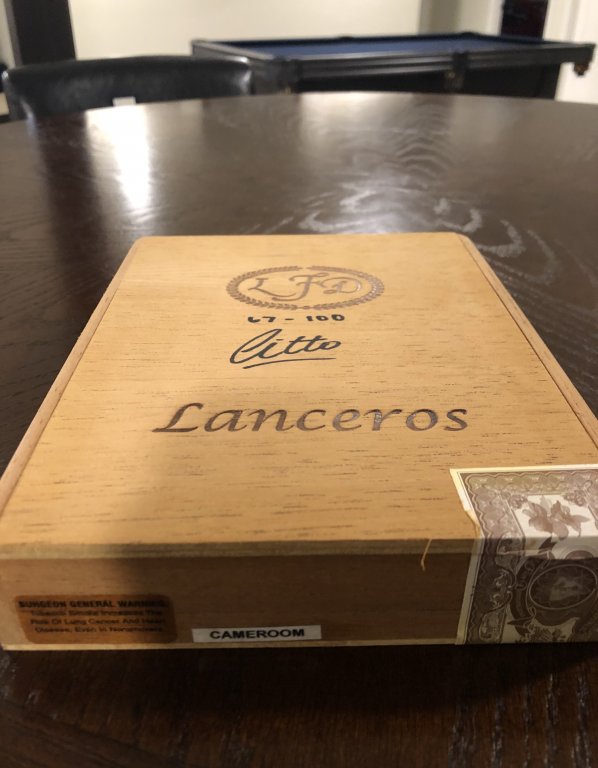 LFD
67-100
Litto
Lanceros
SURGEON GENERAL WARNING:
Tobacco Smoke Increases The
Risk Of Lung Cancer And Heart
Disease, Even In Nonsmokers.
CAMEROOM